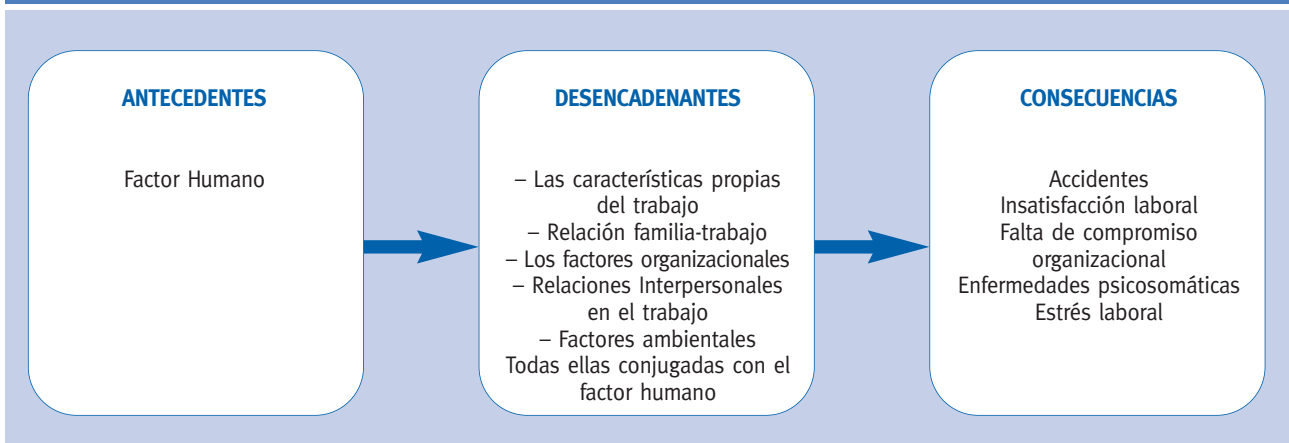 ANTECEDENTES
Factor Humano
DESENCADENANTES
– Las características propias
del trabajo
– Relación familia-trabajo
– Los factores organizacionales
– Relaciones Interpersonales
en el trabajo
– Factores ambientales
Todas ellas conjugadas con el
factor humano
CONSECUENCIAS
Accidentes
Insatisfacción laboral
Falta de compromiso
organizacional
Enfermedades psicosomáticas
Estrés laboral